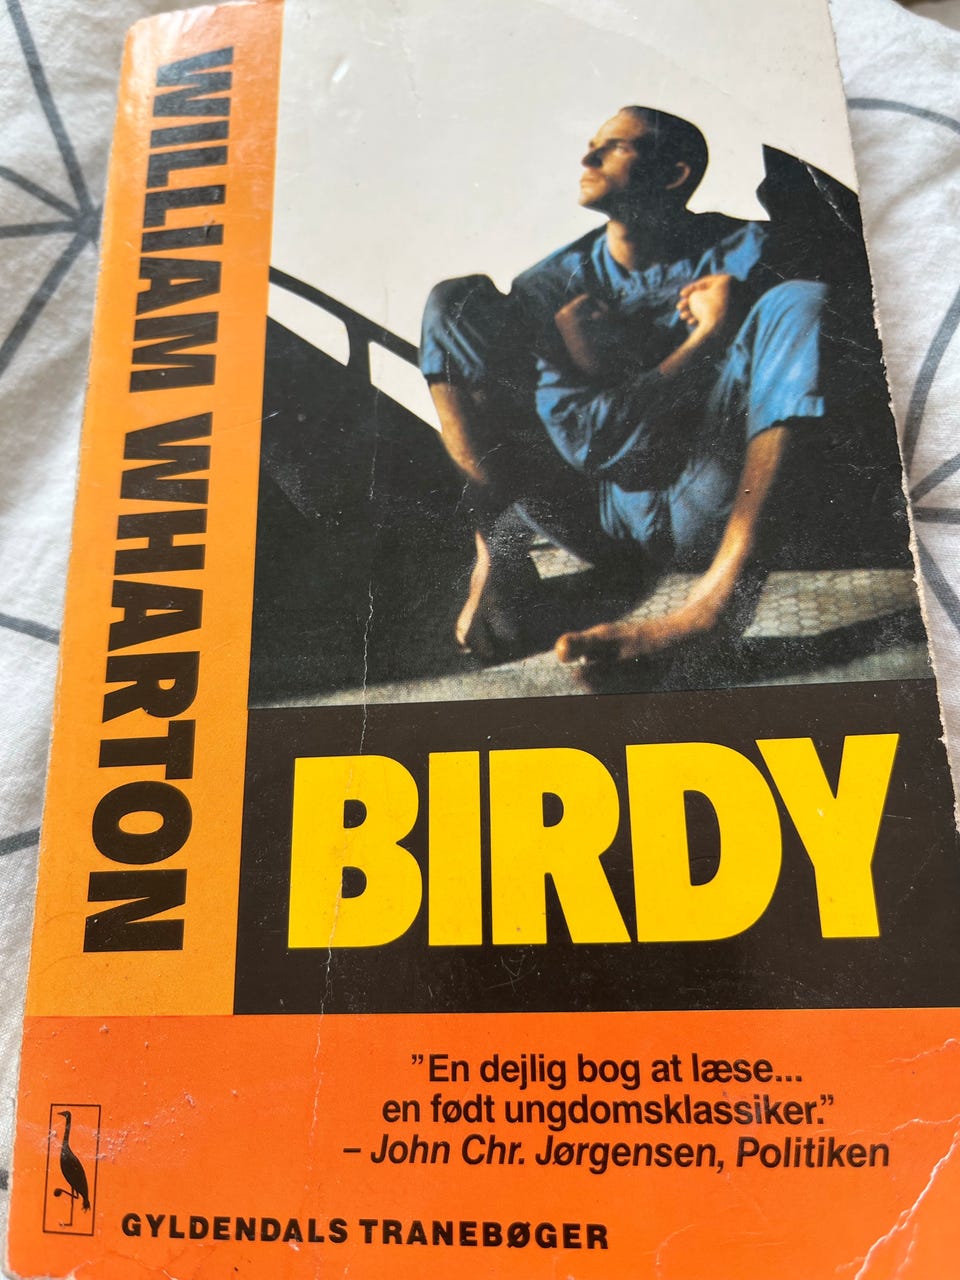 WILLIAM WHARTON
BIRDY
”En dejlig bog at læse...
en født ungdomsklassiker.”
– John Chr. Jørgensen, Politiken
GYLDENDALS TRANEBØGER